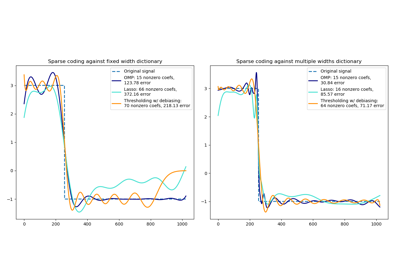 Sparse coding against fixed width dictionary
Original signal
OMP: 15 nonzero coefs,
123.78 error
Lasso: 66 nonzero coefs,
372.16 error
Thresholding w/ debiasing:
70 nonzero coefs, 218.13 error
3
2
1
0
−1
0
200
400
600
800
1000
Sparse coding against multiple widths dictionary
Original signal
OMP: 15 nonzero coefs,
30.84 error
Lasso: 16 nonzero coefs,
85.57 error
Thresholding w/ debiasing:
64 nonzero coefs, 71.17 error
3
2
1
0
−1
0
200
400
600
800
1000